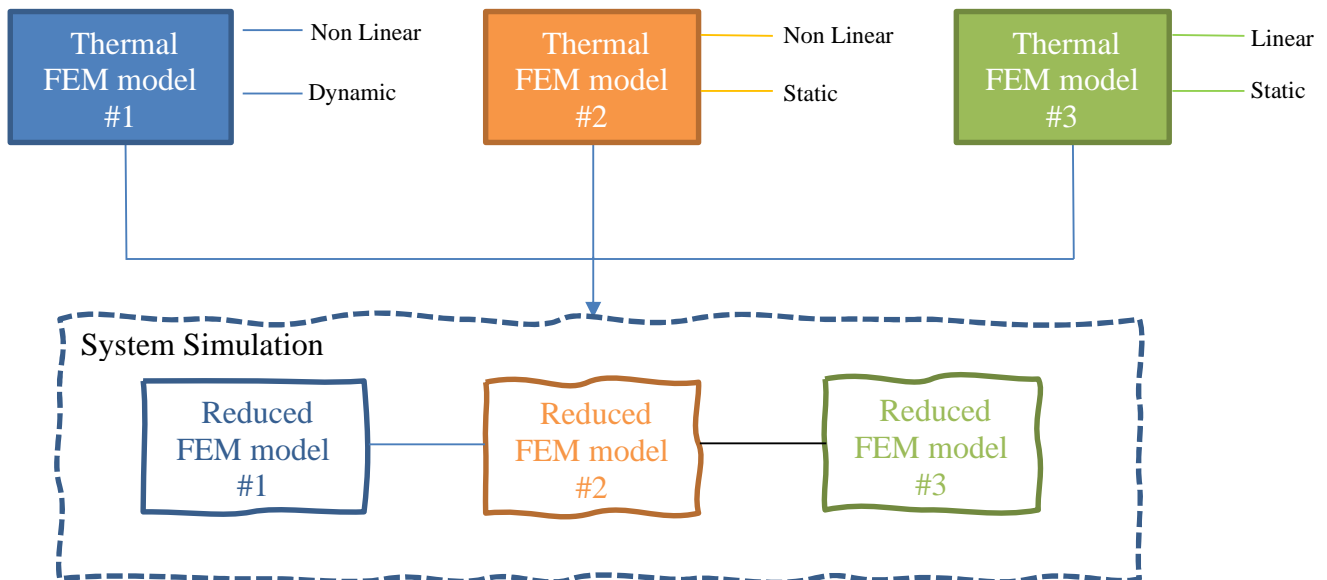 Thermal
FEM model
#1
Non Linear
Dynamic
Thermal
FEM model
#2
Non Linear
Static
Thermal
FEM model
#3
Linear
Static
System Simulation
Reduced
FEM model
#1
Reduced
FEM model
#2
Reduced
FEM model
#3